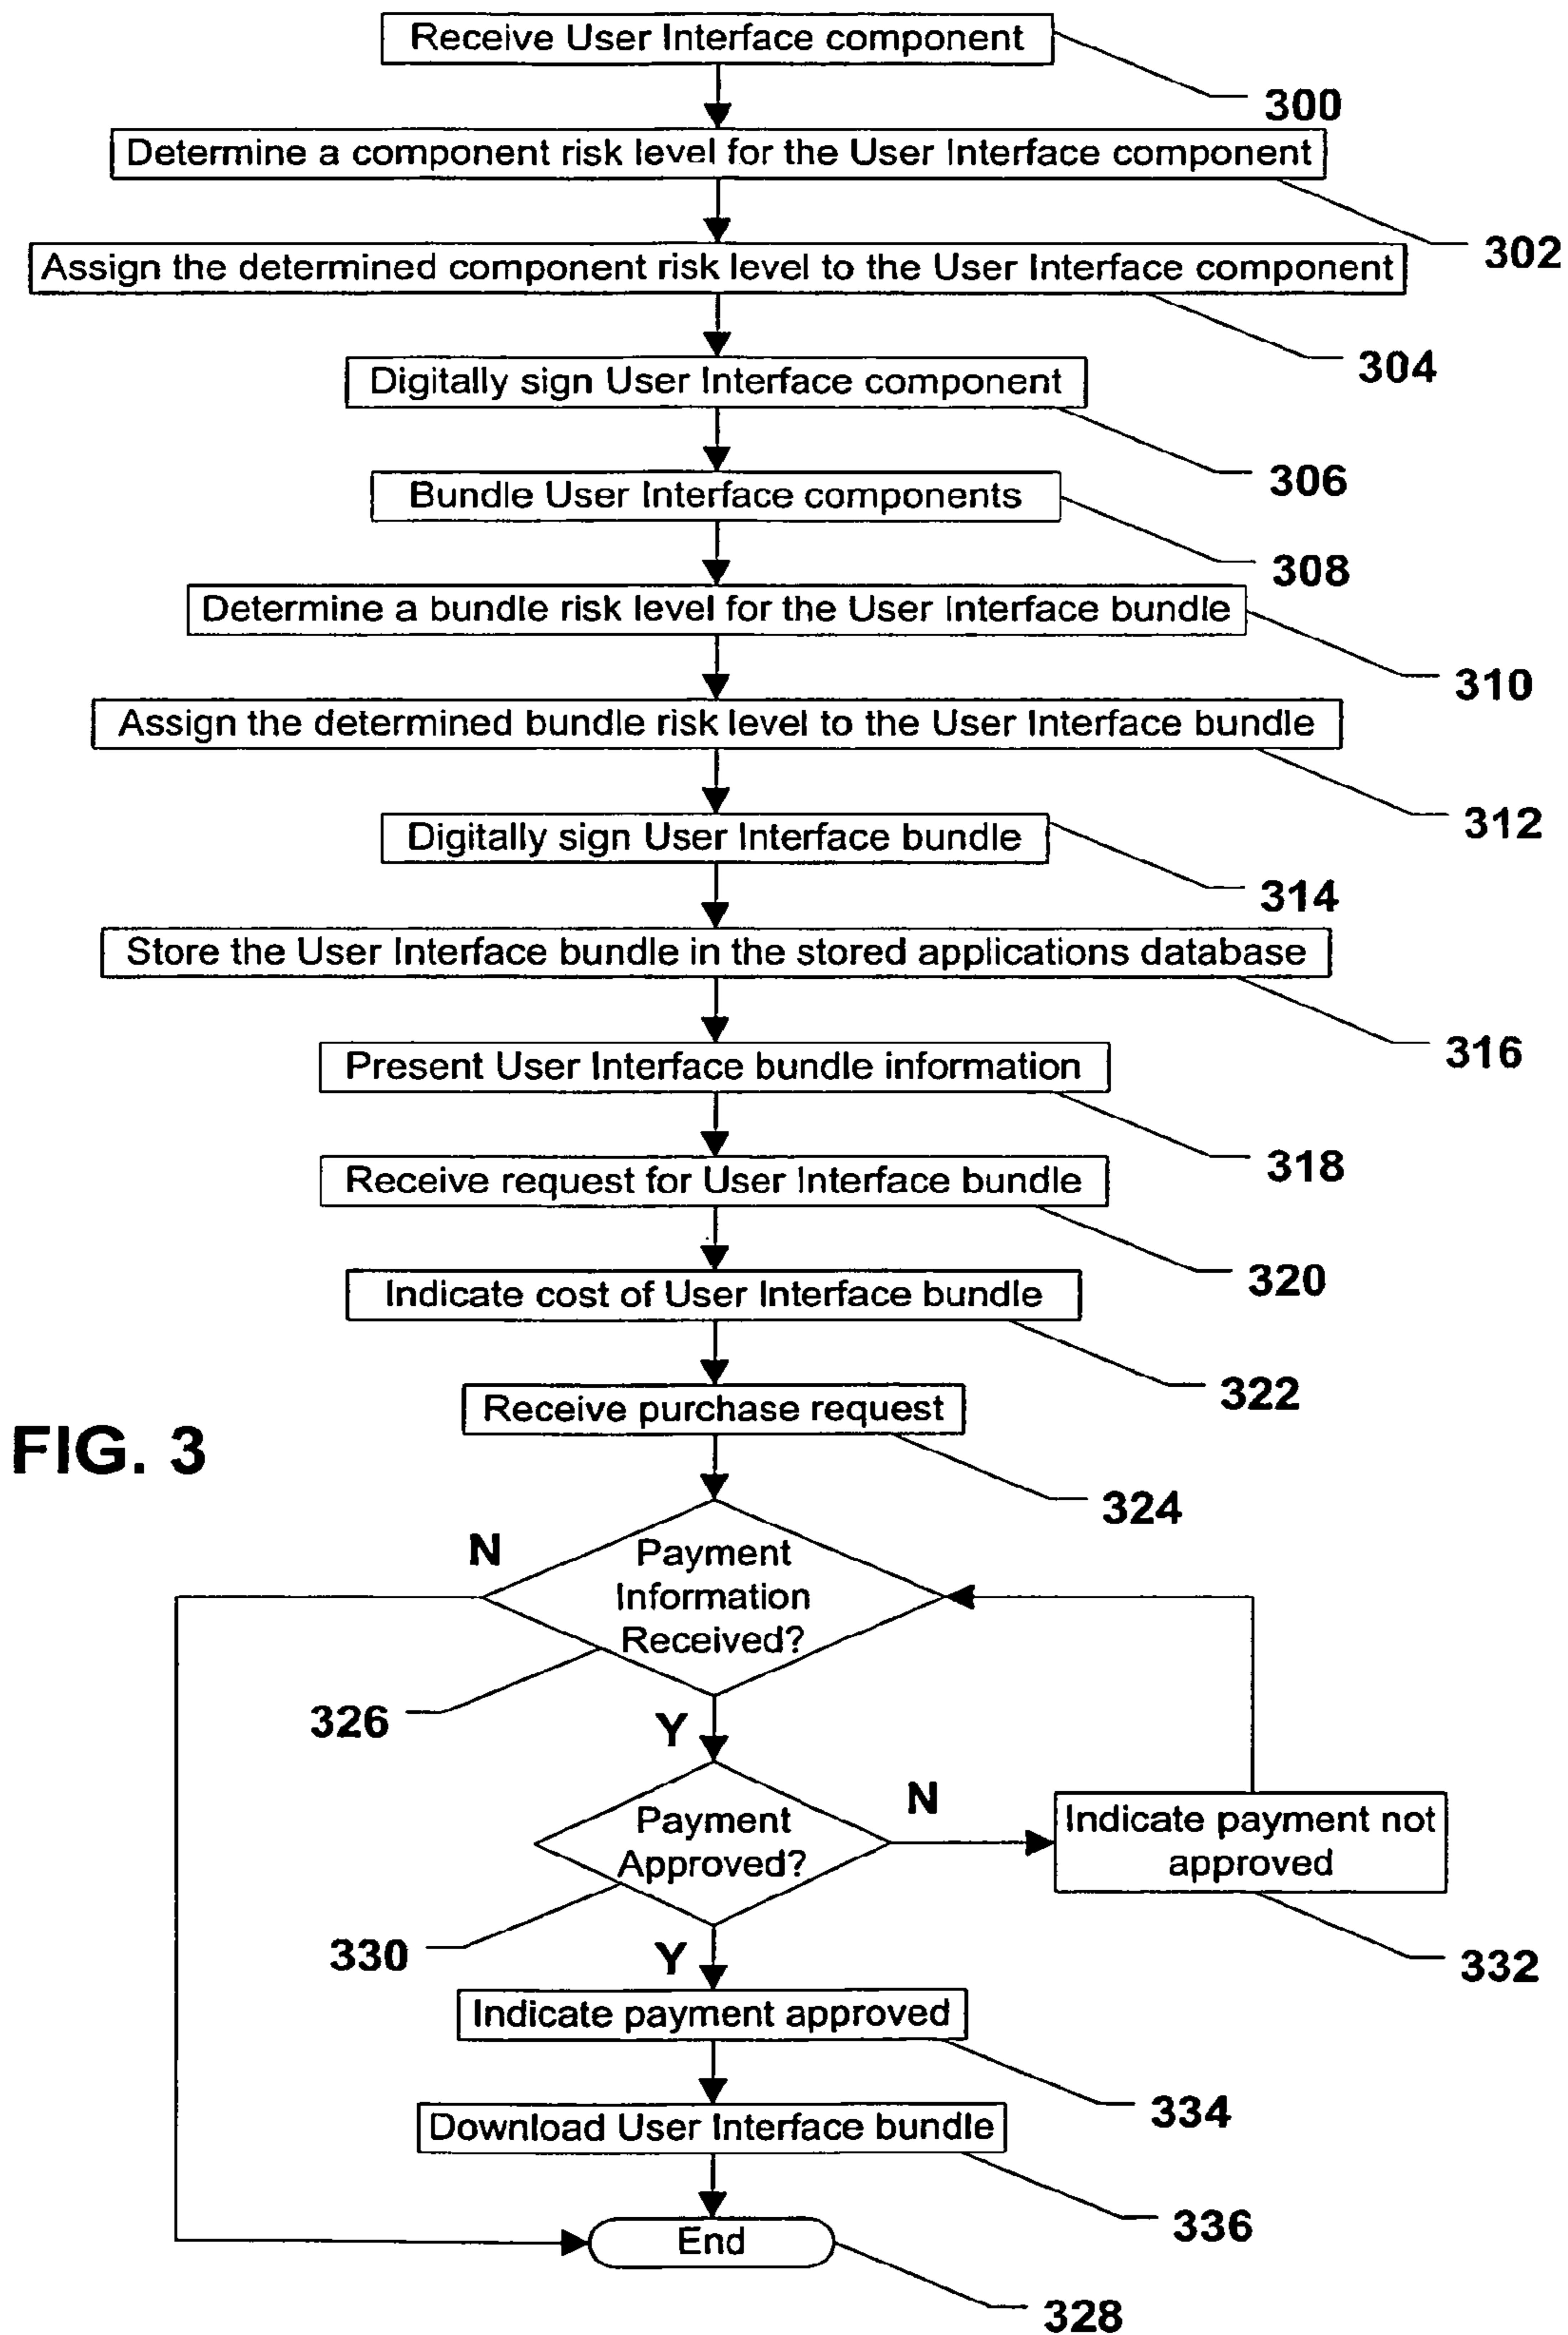 Receive User Interface component
300
Determine a component risk level for the User Interface component
302
Assign the determined component risk level to the User Interface component
304
Digitally sign User Interface component
306
Bundle User Interface components
308
Determine a bundle risk level for the User Interface bundle
310
Assign the determined bundle risk level to the User Interface bundle
312
Digitally sign User Interface bundle
314
Store the User Interface bundle in the stored applications database
316
Present User Interface bundle information
318
Receive request for User Interface bundle
320
Indicate cost of User Interface bundle
322
Receive purchase request
324
FIG. 3
N
Payment
Information
Received?
326
Y
Payment
Approved?
N
Indicate payment not
approved
330
332
Y
Indicate payment approved
334
Download User Interface bundle
336
End
328